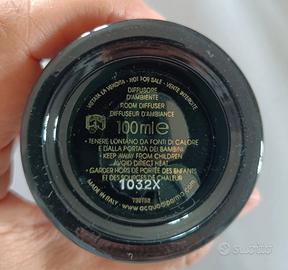 VIETATA LA VENDITA - NOT FOR SALE - VENTE INTERDITE
DIFFUSORE
D'AMBIENTE
ROOM DIFFUSER
DIFFUSEUR D'AMBIANCE
100ml e
• TENERE LONTANO DA FONTI DI CALORE
E DALLA PORTATA DEI BAMBINI
• KEEP AWAY FROM CHILDREN
AVOID DIRECT HEAT
• GARDER HORS DE PORTÉE DES ENFANTS
ET DES SOURCES DE CHALEUR
1032X
MADE IN ITALY - www.acquadiparma.com
subito